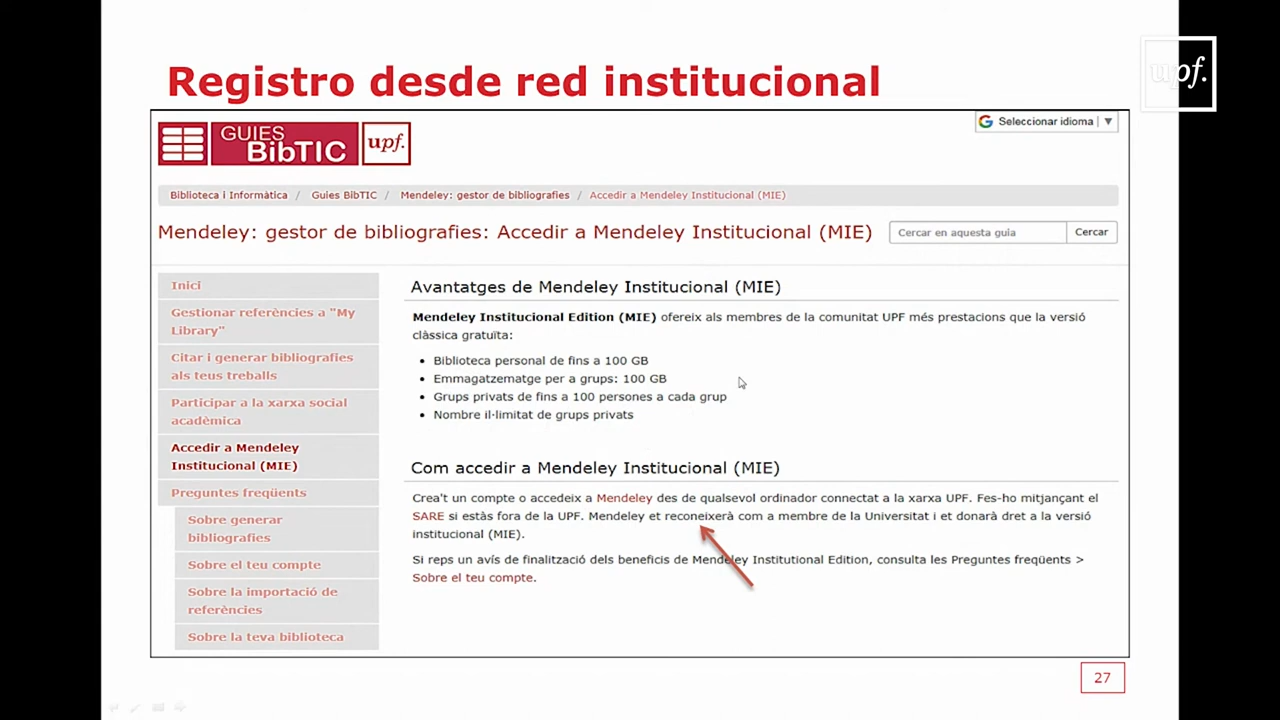 Registro desde red institucional
upf.
GUIES
BibTIC
upf.
Seleccionar idioma
Biblioteca i Informàtica / Guies BibTIC / Mendeley: gestor de bibliografies / Accedir a Mendeley Institucional (MIE)
Mendeley: gestor de bibliografies: Accedir a Mendeley Institucional (MIE)
Cercar en aquesta guia
Cercar
Inici
Gestionar referències a "My
Library"
Citar i generar bibliografies
als teus treballs
Participar a la xarxa social
acadèmica
Accedir a Mendeley
Institucional (MIE)
Preguntes freqüents
Sobre generar
bibliografies
Sobre el teu compte
Sobre la importació de
referències
Sobre la teva biblioteca
Avantatges de Mendeley Institucional (MIE)
Mendeley Institucional Edition (MIE) ofereix als membres de la comunitat UPF més prestacions que la versió
clàssica gratuïta:
• Biblioteca personal de fins a 100 GB
• Emmagatzematge per a grups: 100 GB
• Grups privats de fins a 100 persones a cada grup
• Nombre il·limitat de grups privats
Com accedir a Mendeley Institucional (MIE)
Crea't un compte o accedeix a Mendeley des de qualsevol ordinador connectat a la xarxa UPF. Fes-ho mitjançant el
SARE si estàs fora de la UPF. Mendeley et reconeixerà com a membre de la Universitat i et donarà dret a la versió
institucional (MIE).
Si reps un avís de finalització dels beneficis de Mendeley Institutional Edition, consulta les Preguntes freqüents >
Sobre el teu compte.
27